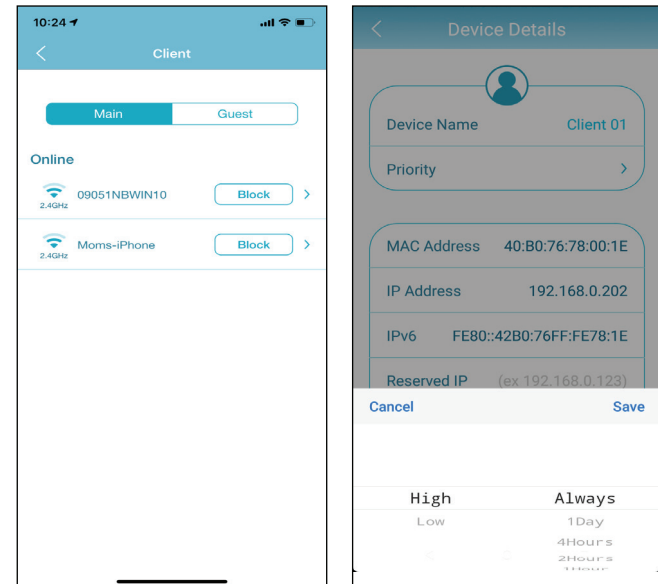 10:24
Client
Main Guest
Online
2.4GHz 09051NBWIN10 Block
2.4GHz Moms-iPhone Block
Device Details
Device Name Client 01
Priority
MAC Address 40:B0:76:78:00:1E
IP Address 192.168.0.202
IPv6 FE80::42B0:76FF:FE78:1E
Reserved IP (ex 192.168.0.123)
Cancel Save
High Always
Low 1Day
4Hours
2Hours
1Hour